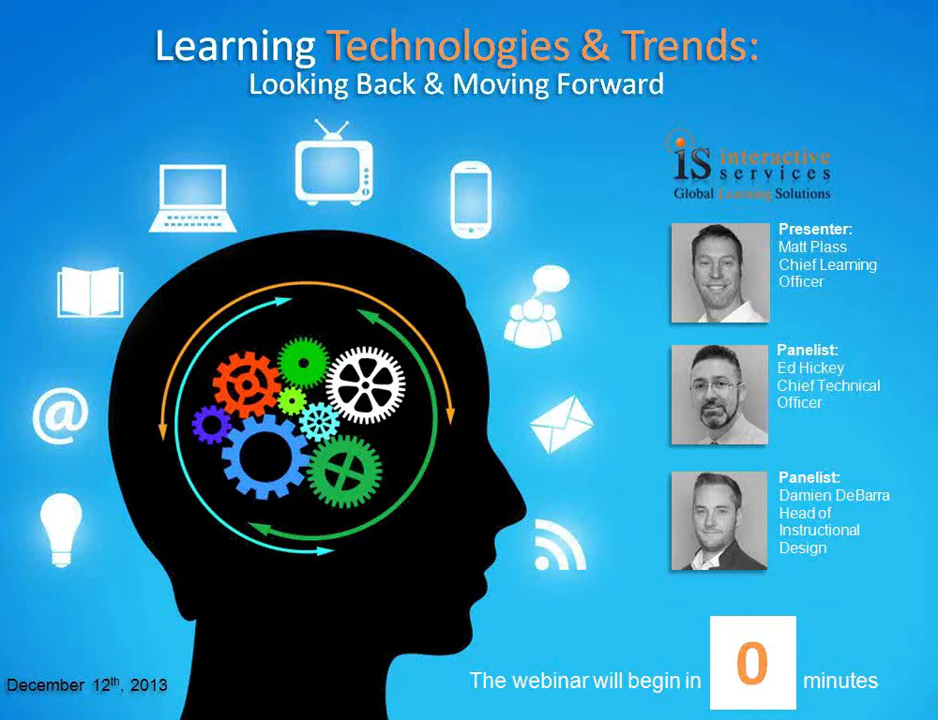 Learning Technologies & Trends:
Looking Back & Moving Forward
iS interactive
services
Global Learning Solutions
Presenter:
Matt Plass
Chief Learning
Officer
Panelist:
Ed Hickey
Chief Technical
Officer
Panelist:
Damien DeBarra
Head of
Instructional
Design
@
December 12th, 2013
The webinar will begin in 0 minutes